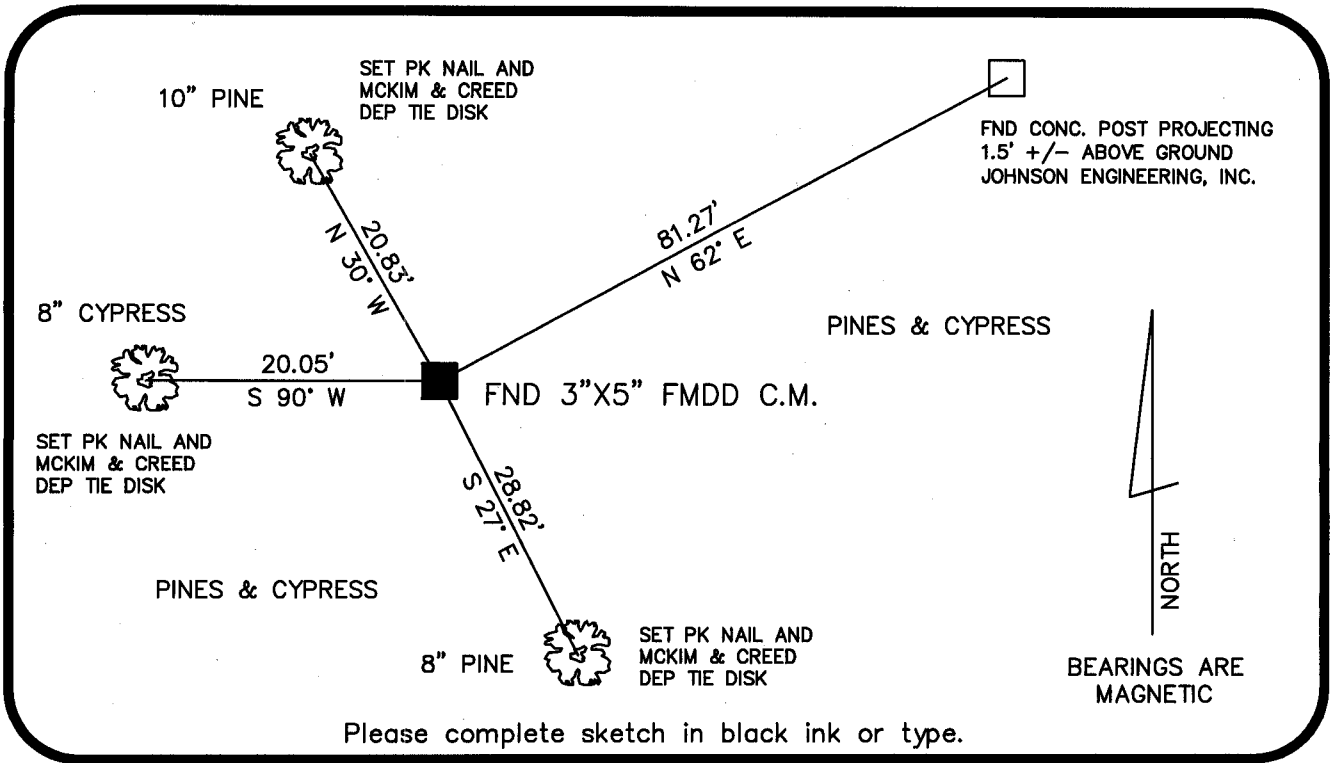 10” PINE
SET PK NAIL AND
MCKIM & CREED
DEP TIE DISK
FND CONC. POST PROJECTING
1.5' +/- ABOVE GROUND
JOHNSON ENGINEERING, INC.
20.83'
N 30° W
81.27'
N 62° E
8” CYPRESS
PINES & CYPRESS
20.05'
S 90° W
FND 3”X5” FMDD C.M.
SET PK NAIL AND
MCKIM & CREED
DEP TIE DISK
28.82'
S 27° E
NORTH
PINES & CYPRESS
8” PINE
SET PK NAIL AND
MCKIM & CREED
DEP TIE DISK
BEARINGS ARE
MAGNETIC
Please complete sketch in black ink or type.